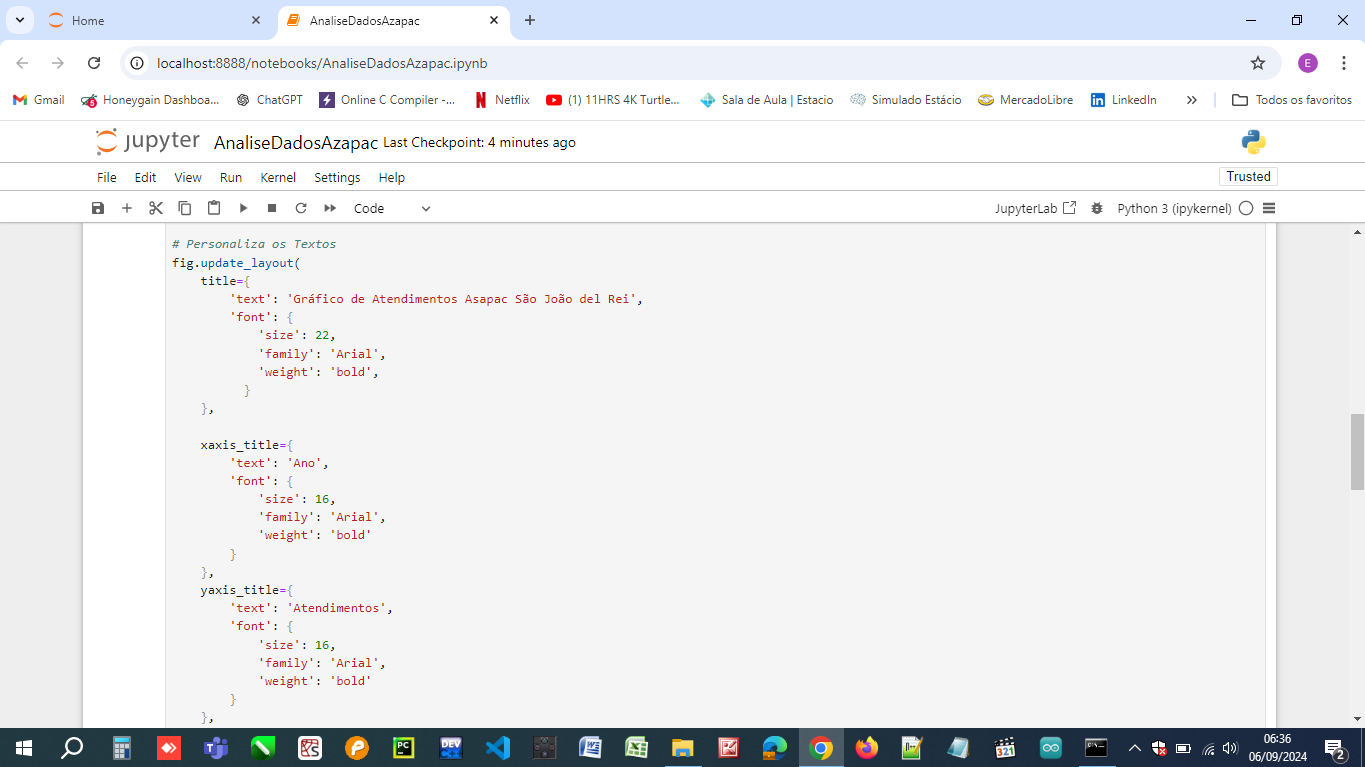 Home
AnaliseDadosAzapac
localhost:8888/notebooks/AnaliseDadosAzapac.ipynb
E
Gmail
Honeygain Dashboa...
ChatGPT
Online C Compiler -...
Netflix
(1) 11HRS 4K Turtle...
Sala de Aula | Estacio
Simulado Estácio
MercadoLibre
LinkedIn
Todos os favoritos
jupyter AnaliseDadosAzapac Last Checkpoint: 4 minutes ago
File Edit View Run Kernel Settings Help
Trusted
Code
JupyterLab
Python 3 (ipykernel)
# Personaliza os Textos
fig.update_layout(
    title={
        'text': 'Gráfico de Atendimentos Asapac São João del Rei',
        'font': {
            'size': 22,
            'family': 'Arial',
            'weight': 'bold',
          }
    },
    xaxis_title={
        'text': 'Ano',
        'font': {
            'size': 16,
            'family': 'Arial',
            'weight': 'bold'
        }
    },
    yaxis_title={
        'text': 'Atendimentos',
        'font': {
            'size': 16,
            'family': 'Arial',
            'weight': 'bold'
        }
    },
PC
DEV
321
06:36
06/09/2024
2